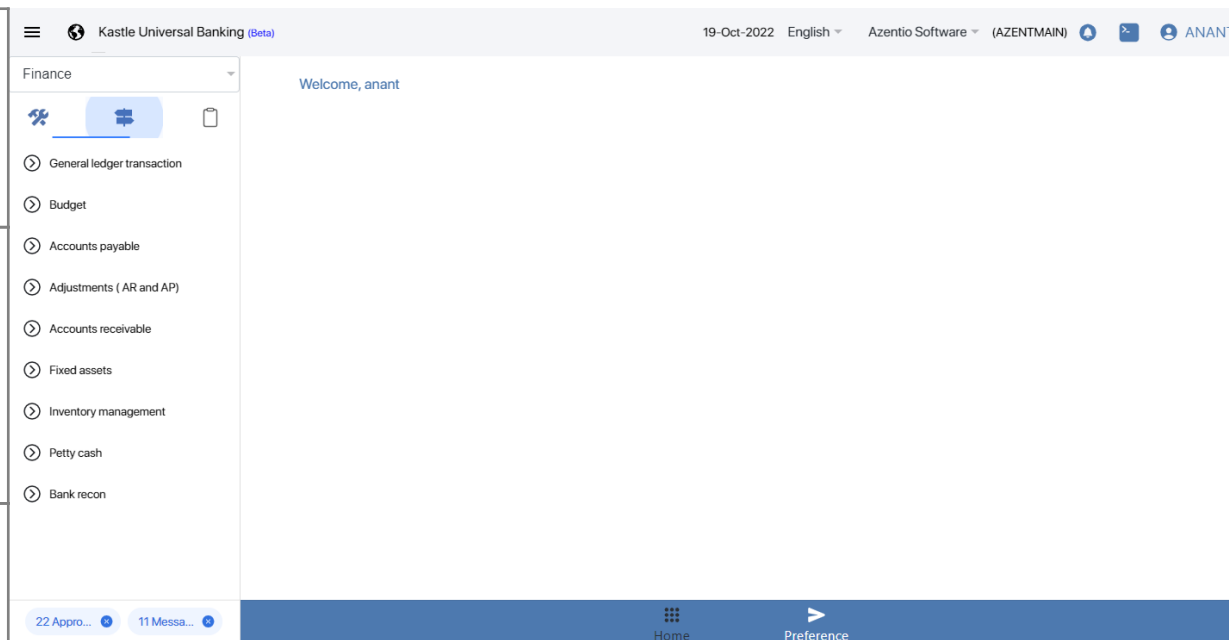 Kastle Universal Banking (Beta)
19-Oct-2022 English Azentio Software (AZENTMAIN) ANANT
Finance
Welcome, anant
General ledger transaction
Budget
Accounts payable
Adjustments ( AR and AP)
Accounts receivable
Fixed assets
Inventory management
Petty cash
Bank recon
22 Appro... 11 Messa...
Home Preference